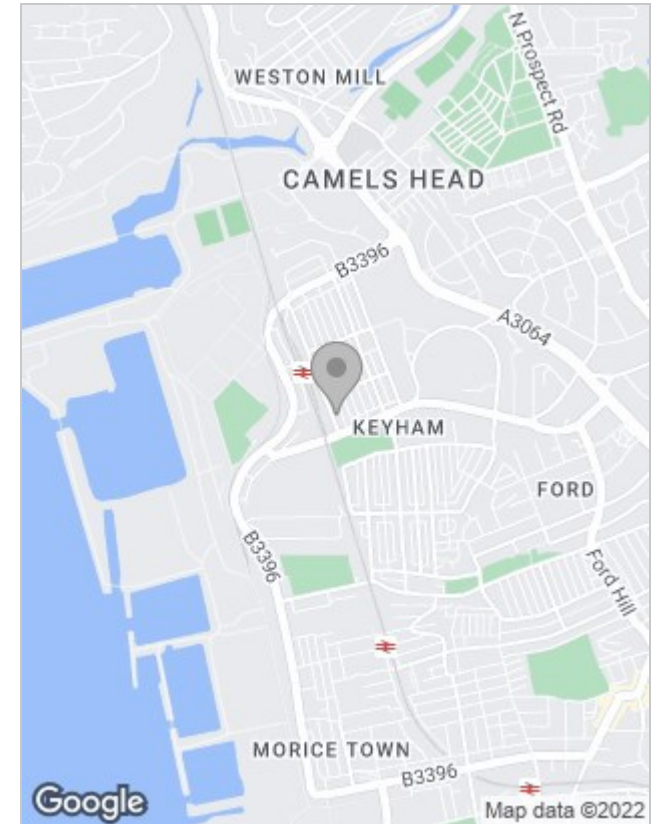 N Prospect Rd
WESTON MILL
CAMELS HEAD
B3396
A3064
KEYHAM
FORD
B3396
Ford Hill
MORICE TOWN
B3396
Google
Map data ©2022